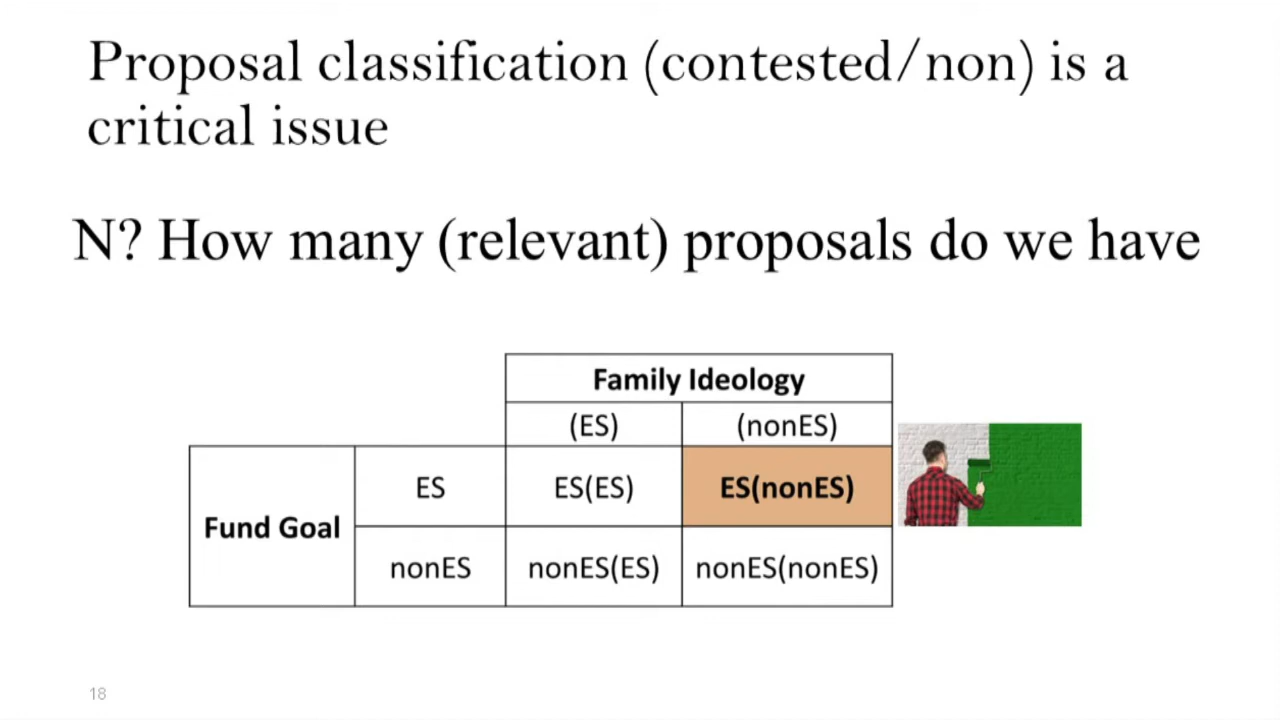 Proposal classification (contested/non) is a
critical issue
N? How many (relevant) proposals do we have
Family Ideology
(ES) (nonES)
Fund Goal
ES ES(ES) ES(nonES)
nonES nonES(ES) nonES(nonES)
18